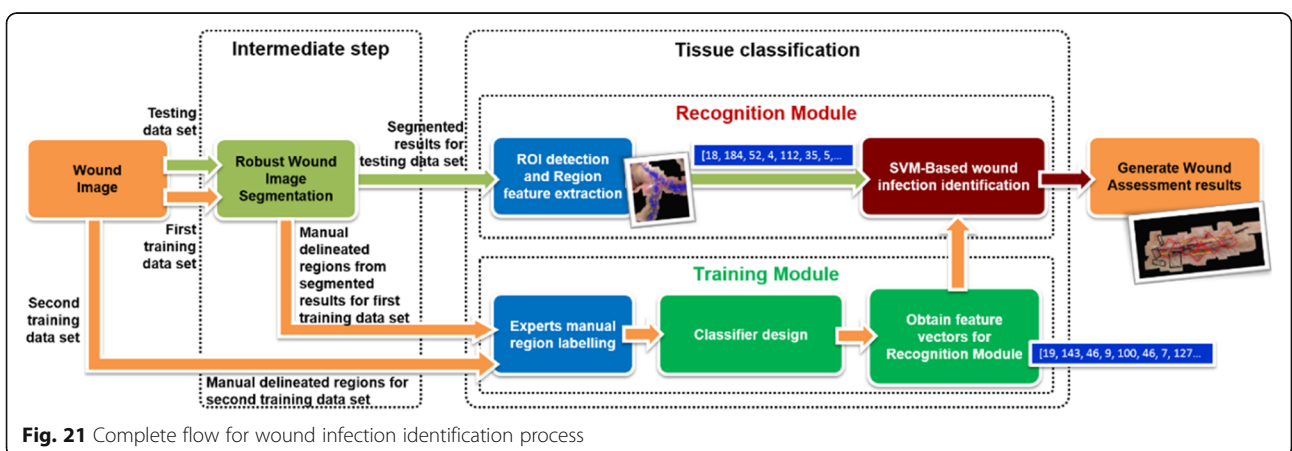 Intermediate step
Tissue classification
Testing
data set
Segmented
results for
testing data set
Recognition Module
Wound
Image
Robust Wound
Image
Segmentation
ROI detection
and Region
feature extraction
[18, 184, 52, 4, 112, 35, 5,...
SVM-Based wound
infection identification
Generate Wound
Assessment results
First
training
data set
Manual
delineated
regions from
segmented
results for first
training data set
Training Module
Second
training
data set
Experts manual
region labelling
Classifier design
Obtain feature
vectors for
Recognition Module
[19, 143, 46, 9, 100, 46, 7, 127...
Manual delineated regions for
second training data set
Fig. 21 Complete flow for wound infection identification process